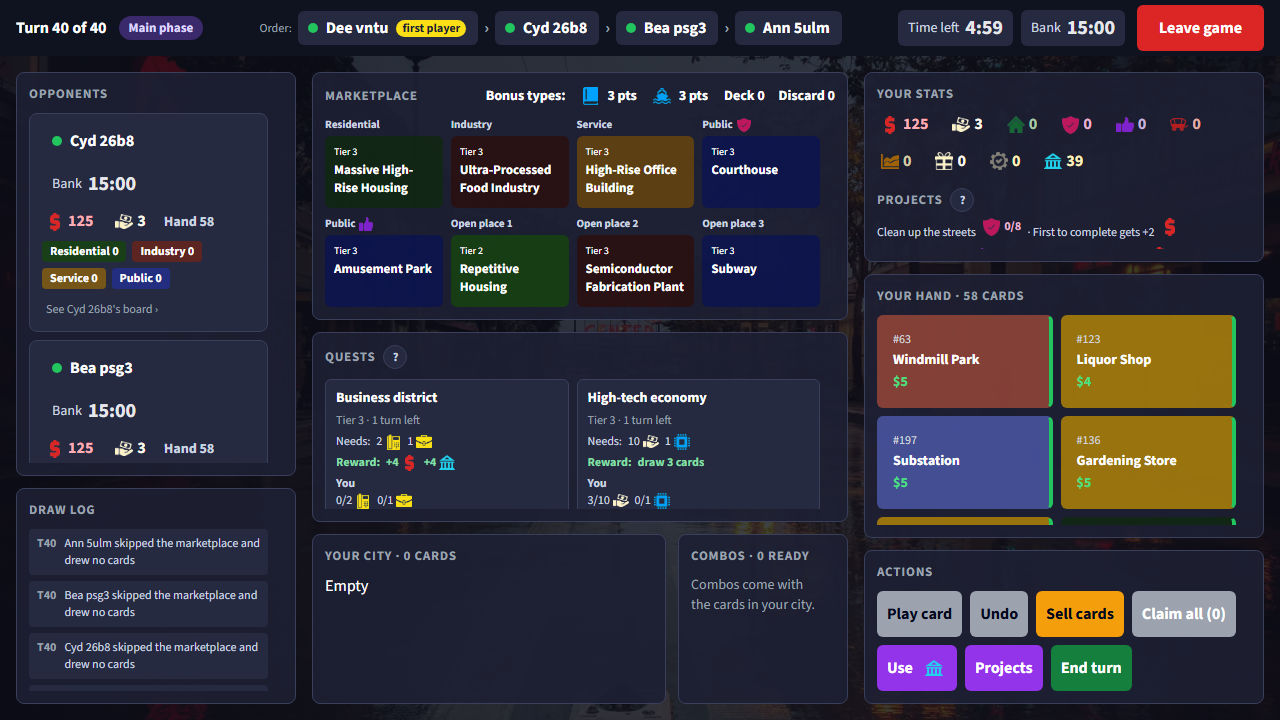 Turn 40 of 40 Main phase Order: Dee vntu first player › Cyd 26b8 › Bea psg3 › Ann 5ulm Time left 4:59 Bank 15:00 Leave game
OPPONENTS
Cyd 26b8
Bank 15:00
125 3 Hand 58
Residential 0 Industry 0
Service 0 Public 0
See Cyd 26b8's board ›
Bea psg3
Bank 15:00
125 3 Hand 58
DRAW LOG
T40 Ann 5ulm skipped the marketplace and
drew no cards
T40 Bea psg3 skipped the marketplace and
drew no cards
T40 Cyd 26b8 skipped the marketplace and
drew no cards
MARKETPLACE Bonus types: 3 pts 3 pts Deck 0 Discard 0
Residential Industry Service Public
Tier 3 Tier 3 Tier 3 Tier 3
Massive High- Ultra-Processed High-Rise Office Courthouse
Rise Housing Food Industry Building
Public Open place 1 Open place 2 Open place 3
Tier 3 Tier 2 Tier 3 Tier 3
Amusement Park Repetitive Semiconductor Subway
Housing Fabrication Plant
QUESTS ?
Business district
Tier 3 · 1 turn left
Needs: 2 1
Reward: +4 $ +4
You
0/2 0/1
High-tech economy
Tier 3 · 1 turn left
Needs: 10 1
Reward: draw 3 cards
You
3/10 0/1
YOUR CITY · 0 CARDS
Empty
COMBOS · 0 READY
Combos come with
the cards in your city.
YOUR STATS
$ 125 3 0 0 0 0
0 0 0 39
PROJECTS ?
Clean up the streets 0/8 · First to complete gets +2 $
YOUR HAND · 58 CARDS
#63 #123
Windmill Park Liquor Shop
$5 $4
#197 #136
Substation Gardening Store
$5 $5
ACTIONS
Play card Undo Sell cards Claim all (0)
Use Projects End turn